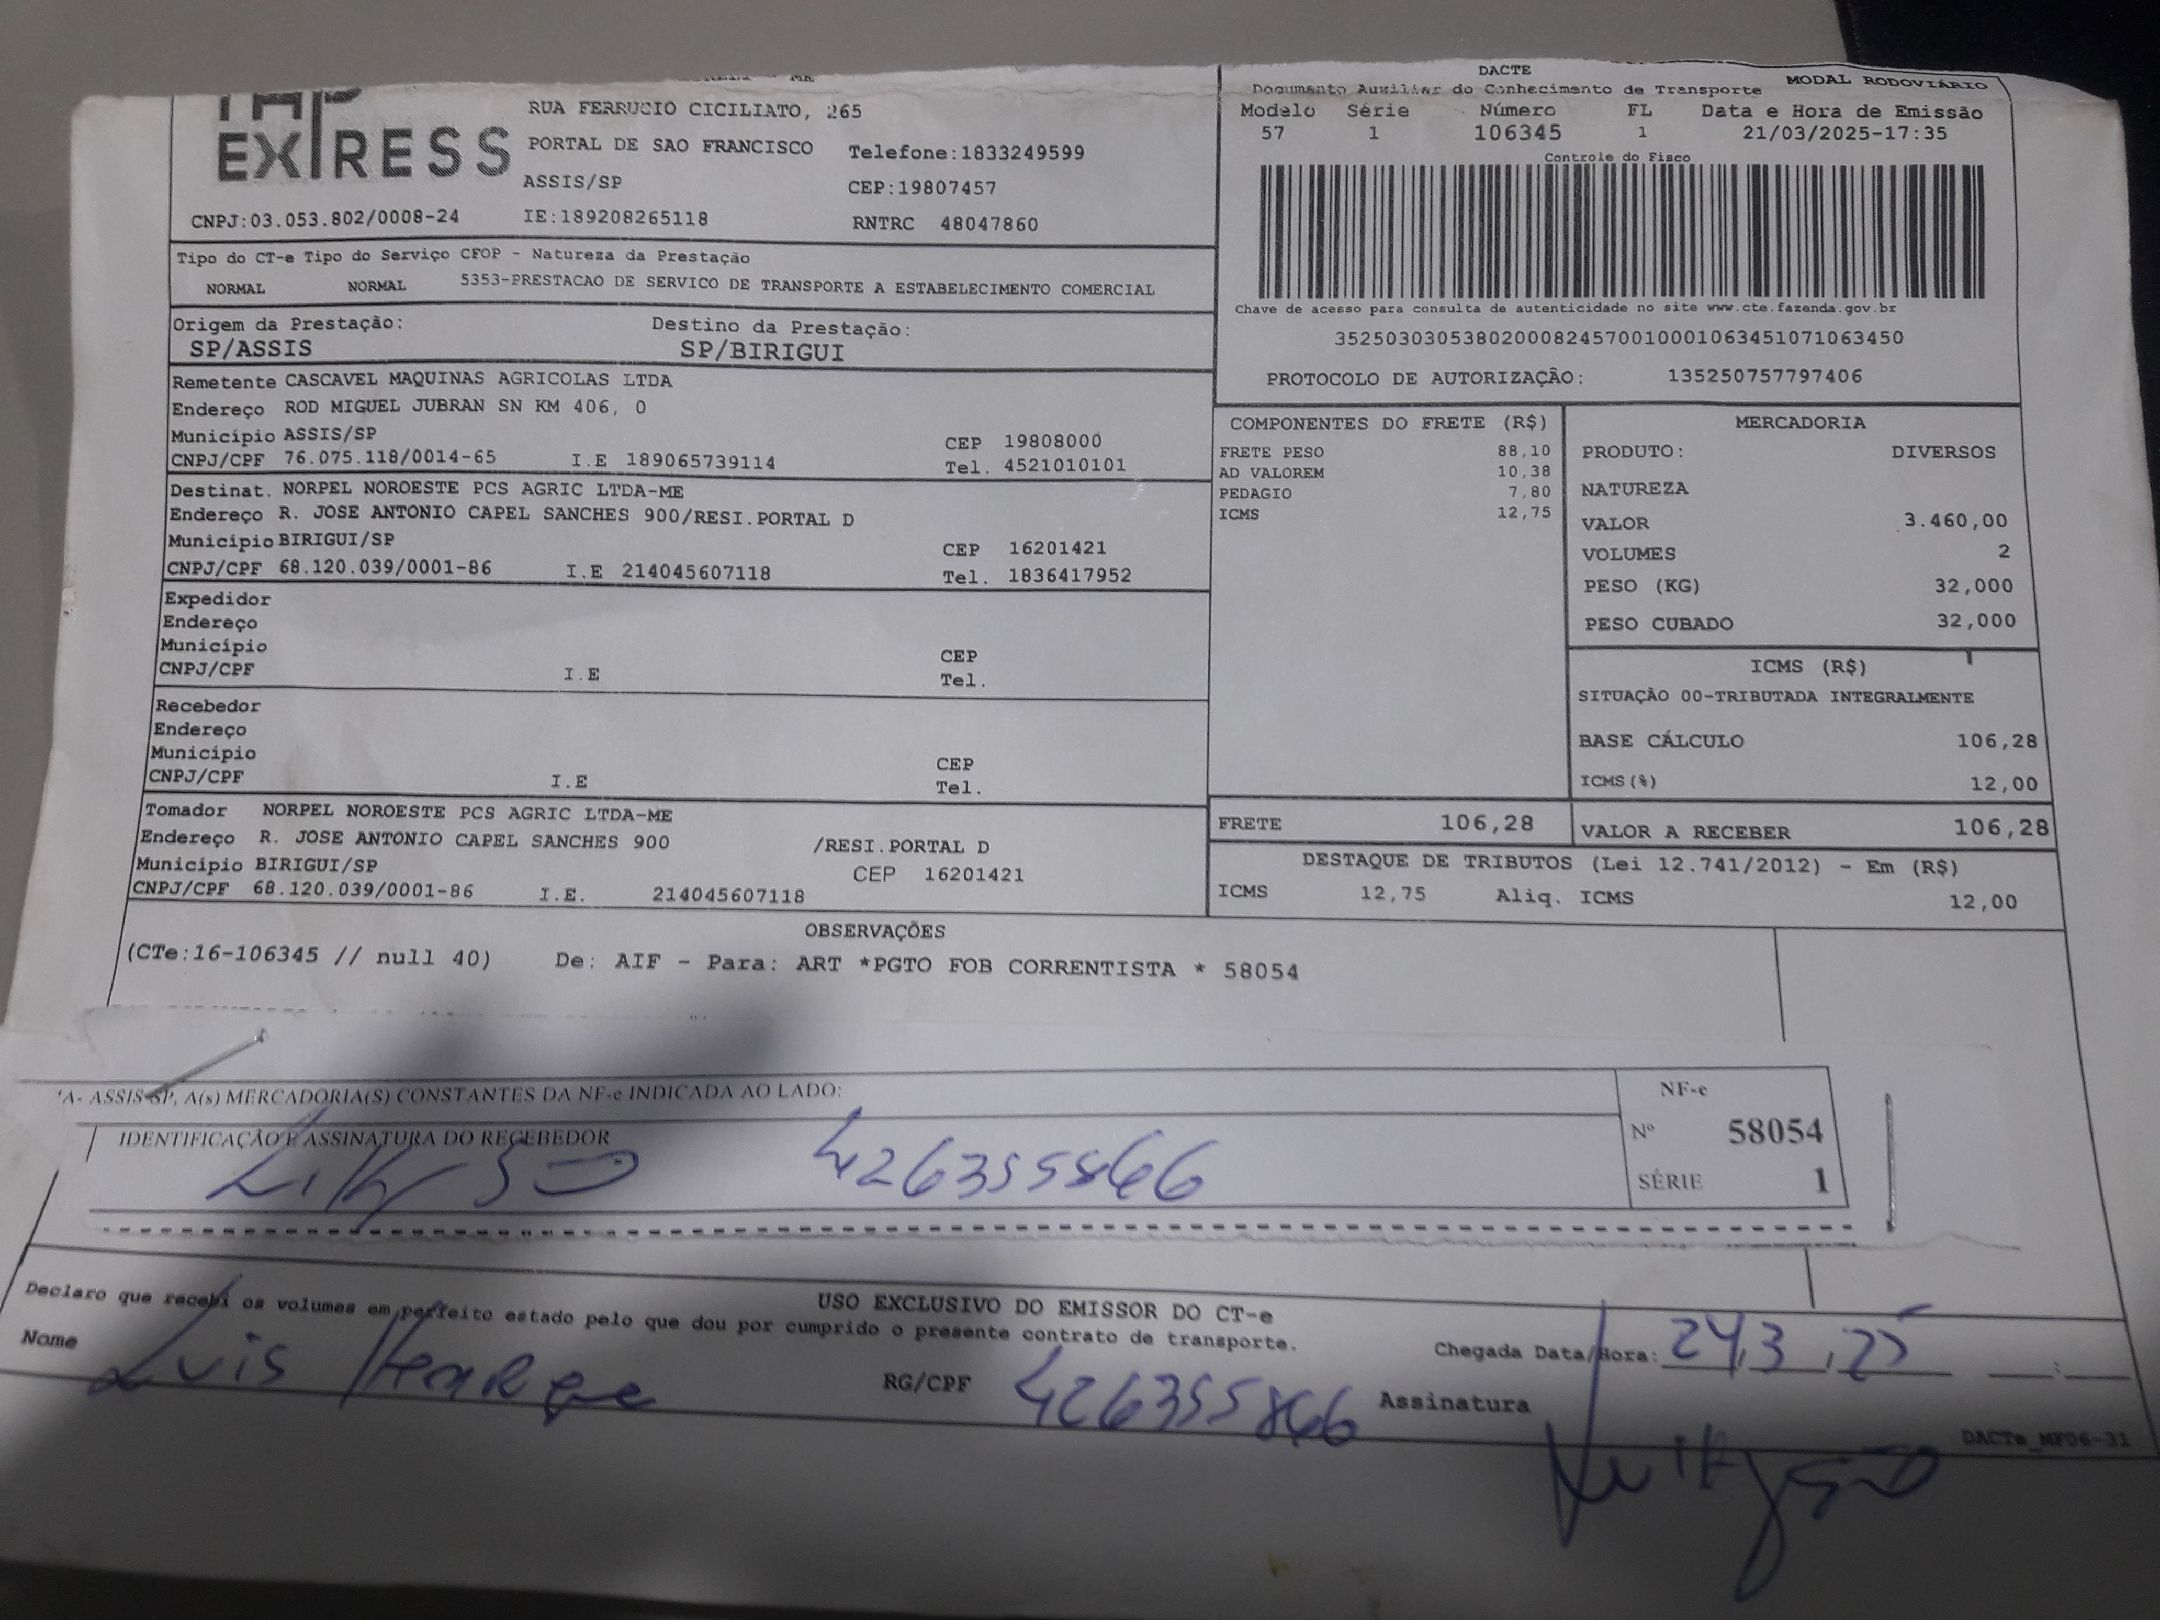 EXPRESS
RUA FERRUCIO CICILIATO, 265
PORTAL DE SAO FRANCISCO Telefone:1833249599
ASSIS/SP CEP:19807457
CNPJ:03.053.802/0008-24 IE:189208265118 RNTRC 48047860
Tipo do CT-e Tipo do Serviço CFOP - Natureza da Prestação
NORMAL NORMAL 5353-PRESTACAO DE SERVICO DE TRANSPORTE A ESTABELECIMENTO COMERCIAL
Origem da Prestação: Destino da Prestação:
SP/ASSIS SP/BIRIGUI
DACTE
Documento Auxiliar do Conhecimento de Transporte MODAL RODOVIÁRIO
Modelo Série Número FL Data e Hora de Emissão
57 1 106345 1 21/03/2025-17:35
Controle do Fisco
Chave de acesso para consulta de autenticidade no site www.cte.fazenda.gov.br
35250303053802000824570010001063451071063450
PROTOCOLO DE AUTORIZAÇÃO: 135250757797406
Remetente CASCAVEL MAQUINAS AGRICOLAS LTDA
Endereço ROD MIGUEL JUBRAN SN KM 406, 0
Município ASSIS/SP CEP 19808000
CNPJ/CPF 76.075.118/0014-65 I.E 189065739114 Tel. 4521010101
Destinat. NORPEL NOROESTE PCS AGRIC LTDA-ME
Endereço R. JOSE ANTONIO CAPEL SANCHES 900/RESI.PORTAL D
Município BIRIGUI/SP CEP 16201421
CNPJ/CPF 68.120.039/0001-86 I.E 214045607118 Tel. 1836417952
Expedidor
Endereço
Município CEP
CNPJ/CPF I.E Tel.
Recebedor
Endereço
Município CEP
CNPJ/CPF I.E Tel.
Tomador NORPEL NOROESTE PCS AGRIC LTDA-ME
Endereço R. JOSE ANTONIO CAPEL SANCHES 900 /RESI.PORTAL D
Município BIRIGUI/SP CEP 16201421
CNPJ/CPF 68.120.039/0001-86 I.E. 214045607118
COMPONENTES DO FRETE (R$)
FRETE PESO 88,10
AD VALOREM 10,38
PEDAGIO 7,80
ICMS 12,75
MERCADORIA
PRODUTO: DIVERSOS
NATUREZA
VALOR 3.460,00
VOLUMES 2
PESO (KG) 32,000
PESO CUBADO 32,000
ICMS (R$)
SITUAÇÃO 00-TRIBUTADA INTEGRALMENTE
BASE CÁLCULO 106,28
ICMS(%) 12,00
FRETE 106,28 VALOR A RECEBER 106,28
DESTAQUE DE TRIBUTOS (Lei 12.741/2012) - Em (R$)
ICMS 12,75 Aliq. ICMS 12,00
OBSERVAÇÕES
(CTe:16-106345 // null 40) De: AIF - Para: ART *PGTO FOB CORRENTISTA * 58054
A- ASSIS-SP, A(s) MERCADORIA(S) CONSTANTES DA NF-e INDICADA AO LADO:
IDENTIFICAÇÃO E ASSINATURA DO RECEBEDOR
426355866
NF-e
Nº 58054
SÉRIE 1
USO EXCLUSIVO DO EMISSOR DO CT-e
Declaro que recebi os volumes em perfeito estado pelo que dou por cumprido o presente contrato de transporte.
Nome Luis Henrique RG/CPF 426355866 Assinatura
Chegada Data/Hora: 24,3,25 :
DACTe_MF06-31